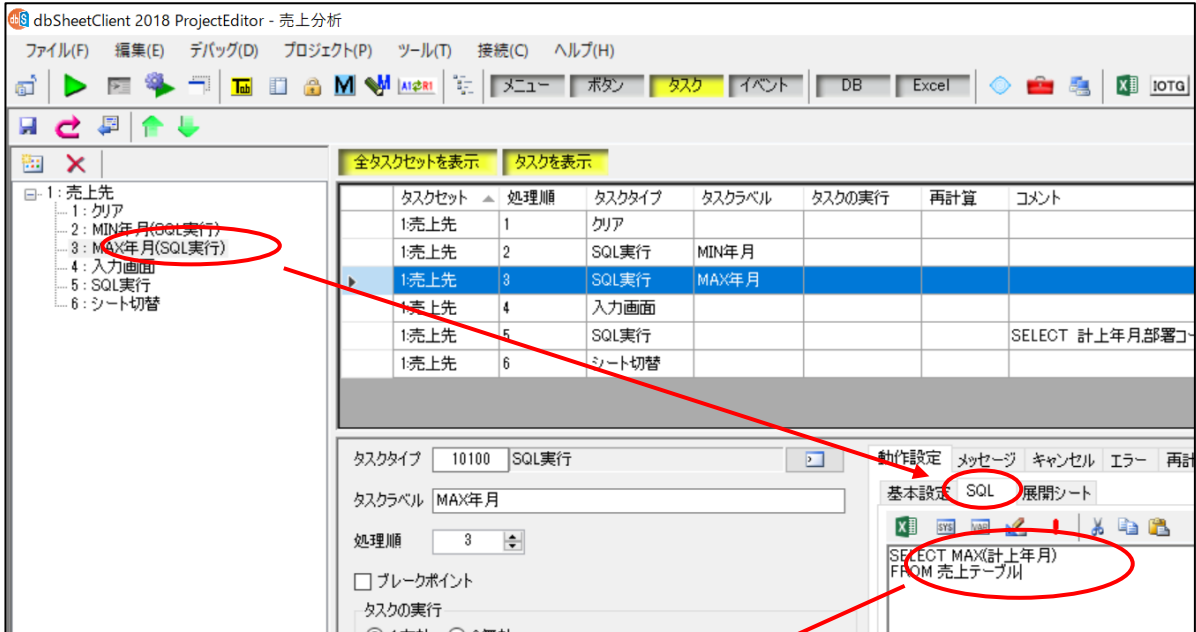 dbSheetClient 2018 ProjectEditor - 売上分析
ファイル(F) 編集(E) デバッグ(D) プロジェクト(P) ツール(T) 接続(C) ヘルプ(H)
Tab M A1⇄R1 メニュー ボタン タスク イベント DB Excel IOTG
全タスクセットを表示 タスクを表示
1 : 売上先
1 : クリア
2 : MIN年月(SQL実行)
3 : MAX年月(SQL実行)
4 : 入力画面
5 : SQL実行
6 : シート切替
タスクセット 処理順 タスクタイプ タスクラベル タスクの実行 再計算 コメント
1:売上先 1 クリア
1:売上先 2 SQL実行 MIN年月
1:売上先 3 SQL実行 MAX年月
1:売上先 4 入力画面
1:売上先 5 SQL実行 SELECT 計上年月,部署コー
1:売上先 6 シート切替
タスクタイプ 10100 SQL実行
タスクラベル MAX年月
処理順 3
ブレークポイント
タスクの実行
動作設定 メッセージ キャンセル エラー 再計
基本設定 SQL 展開シート
SYS VAR
SELECT MAX(計上年月)
FROM 売上テーブル